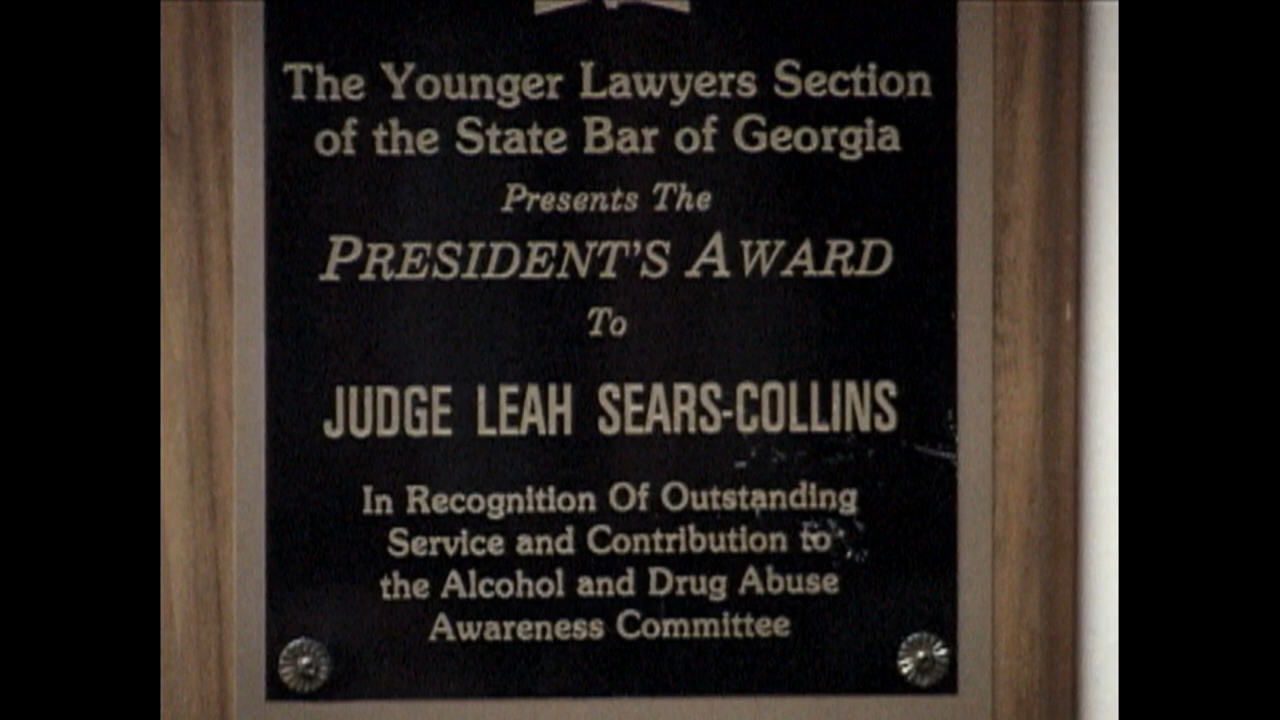 The Younger Lawyers Section
of the State Bar of Georgia
Presents The
PRESIDENT'S AWARD
To
JUDGE LEAH SEARS-COLLINS
In Recognition Of Outstanding
Service and Contribution to
the Alcohol and Drug Abuse
Awareness Committee